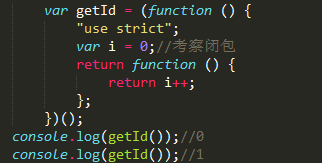 var getId = (function () {
"use strict";
var i = 0;//考察闭包
return function () {
return i++;
};
})();
console.log(getId());//0
console.log(getId());//1